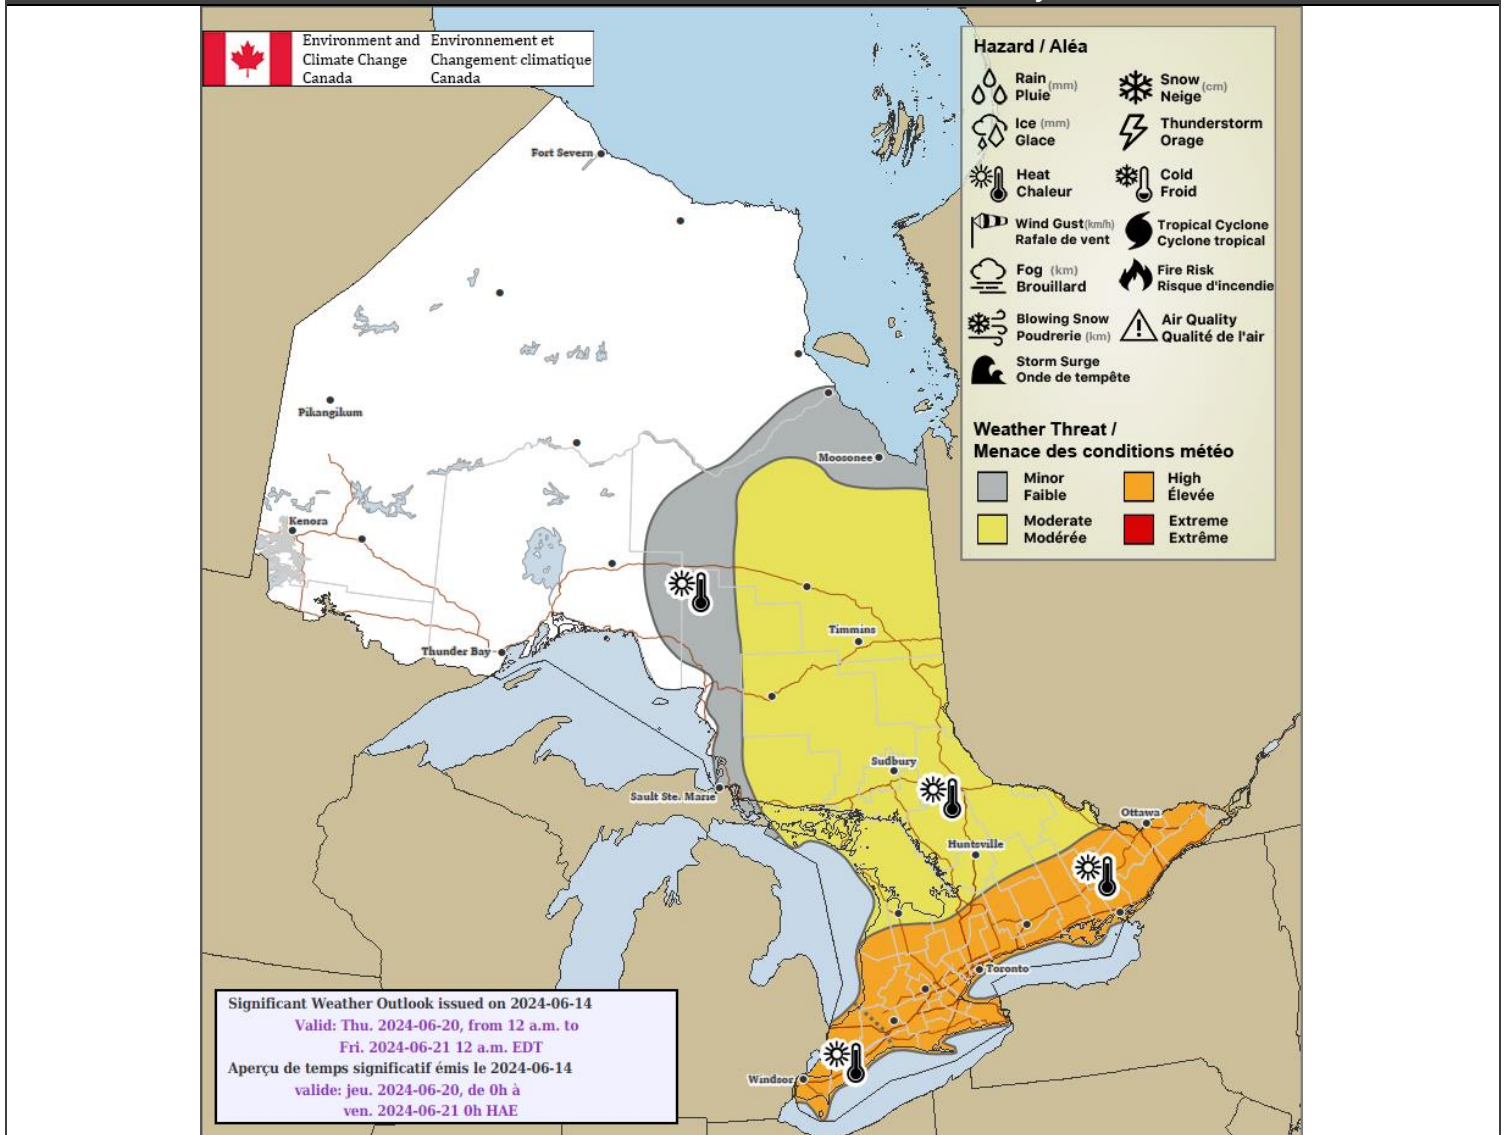 Environment and Environnement et
Climate Change Changement climatique
Canada Canada
Hazard / Aléa
Rain (mm)
Pluie
Snow (cm)
Neige
Ice (mm)
Glace
Thunderstorm
Orage
Heat
Chaleur
Cold
Froid
Wind Gust (km/h)
Rafale de vent
Tropical Cyclone
Cyclone tropical
Fog (km)
Brouillard
Fire Risk
Risque d'incendie
Blowing Snow
Poudrerie (km)
Air Quality
Qualité de l'air
Storm Surge
Onde de tempête
Weather Threat /
Menace des conditions météo
Minor
Faible
High
Élevée
Moderate
Modérée
Extreme
Extrême
Fort Severn
Pikangikum
Moosonee
Kenora
Timmins
Thunder Bay
Sudbury
Sault Ste. Marie
Ottawa
Huntsville
Toronto
Windsor
Significant Weather Outlook issued on 2024-06-14
Valid: Thu. 2024-06-20, from 12 a.m. to
Fri. 2024-06-21 12 a.m. EDT
Aperçu de temps significatif émis le 2024-06-14
valide: jeu. 2024-06-20, de 0h à
ven. 2024-06-21 0h HAE